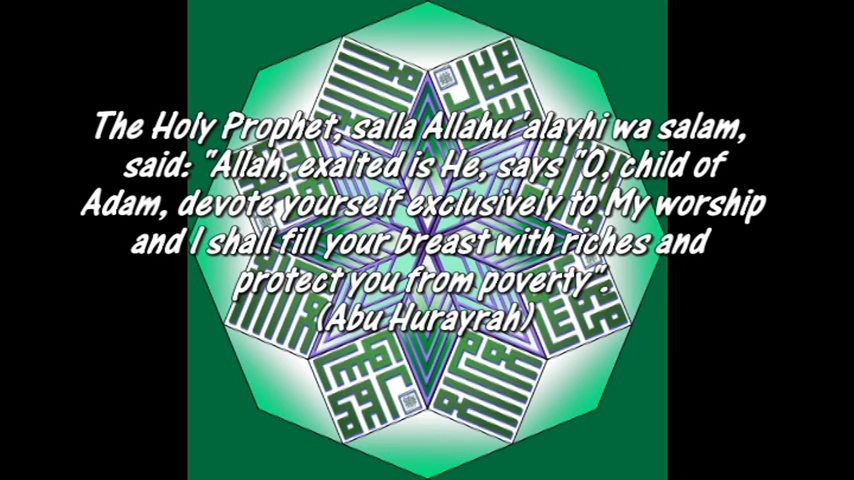 The Holy Prophet, salla Allahu 'alayhi wa salam,
said: "Allah, exalted is He, says "O, child of
Adam, devote yourself exclusively to My worship
and I shall fill your breast with riches and
protect you from poverty".
(Abu Hurayrah)